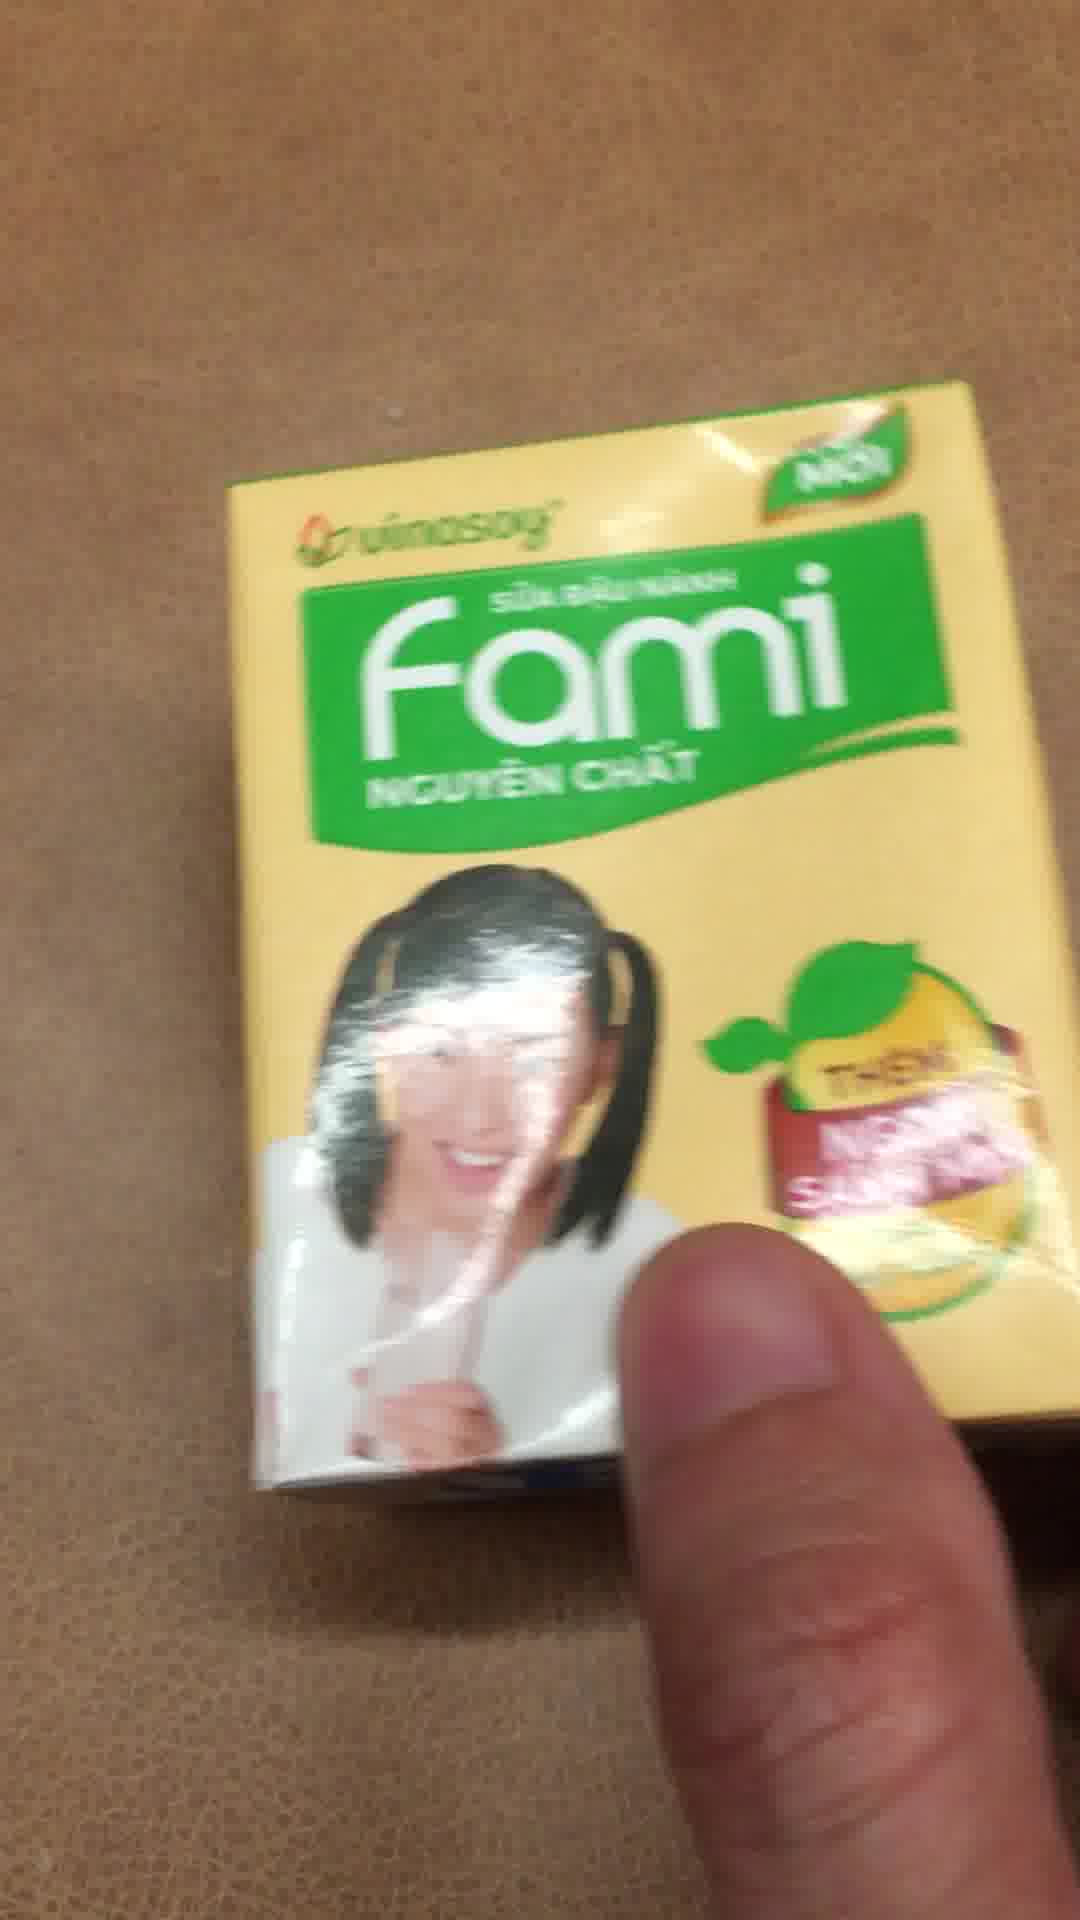 vinasoy
MỚI
SỮA ĐẬU NÀNH
fami
NGUYÊN CHẤT
THÊM